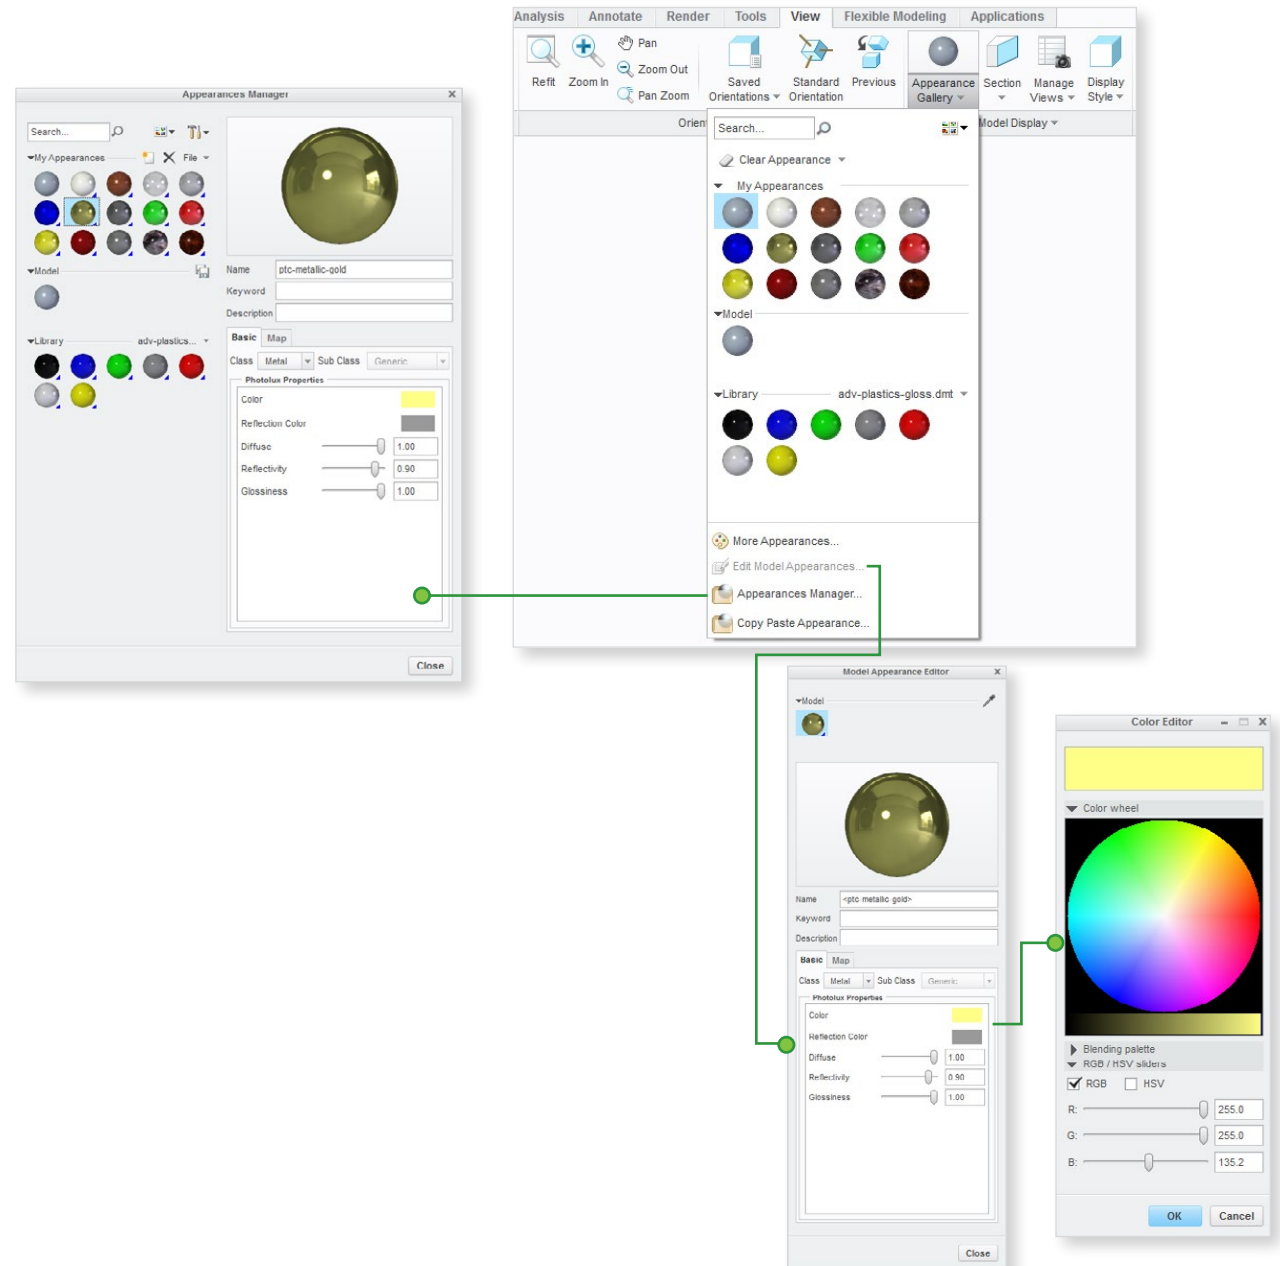 Analysis Annotate Render Tools View Flexible Modeling Applications
Refit
Zoom In
Pan
Zoom Out
Pan Zoom
Saved Orientations
Standard Orientation
Previous
Appearance Gallery
Section
Manage Views
Display Style
Orien
Model Display
Search...
Clear Appearance
My Appearances
Model
Library adv-plastics-gloss.dmt
More Appearances...
Edit Model Appearances...
Appearances Manager...
Copy Paste Appearance...
Appearances Manager
Search...
My Appearances File
Model
Library adv-plastics...
Name ptc-metallic-gold
Keyword
Description
Basic Map
Class Metal Sub Class Generic
Photolux Properties
Color
Reflection Color
Diffuse 1.00
Reflectivity 0.90
Glossiness 1.00
Close
Model Appearance Editor
Model
Name <ptc-metallic-gold>
Keyword
Description
Basic Map
Class Metal Sub Class Generic
Photolux Properties
Color
Reflection Color
Diffuse 1.00
Reflectivity 0.90
Glossiness 1.00
Close
Color Editor
Color wheel
Blending palette
RGB / HSV sliders
RGB HSV
R: 255.0
G: 255.0
B: 135.2
OK Cancel